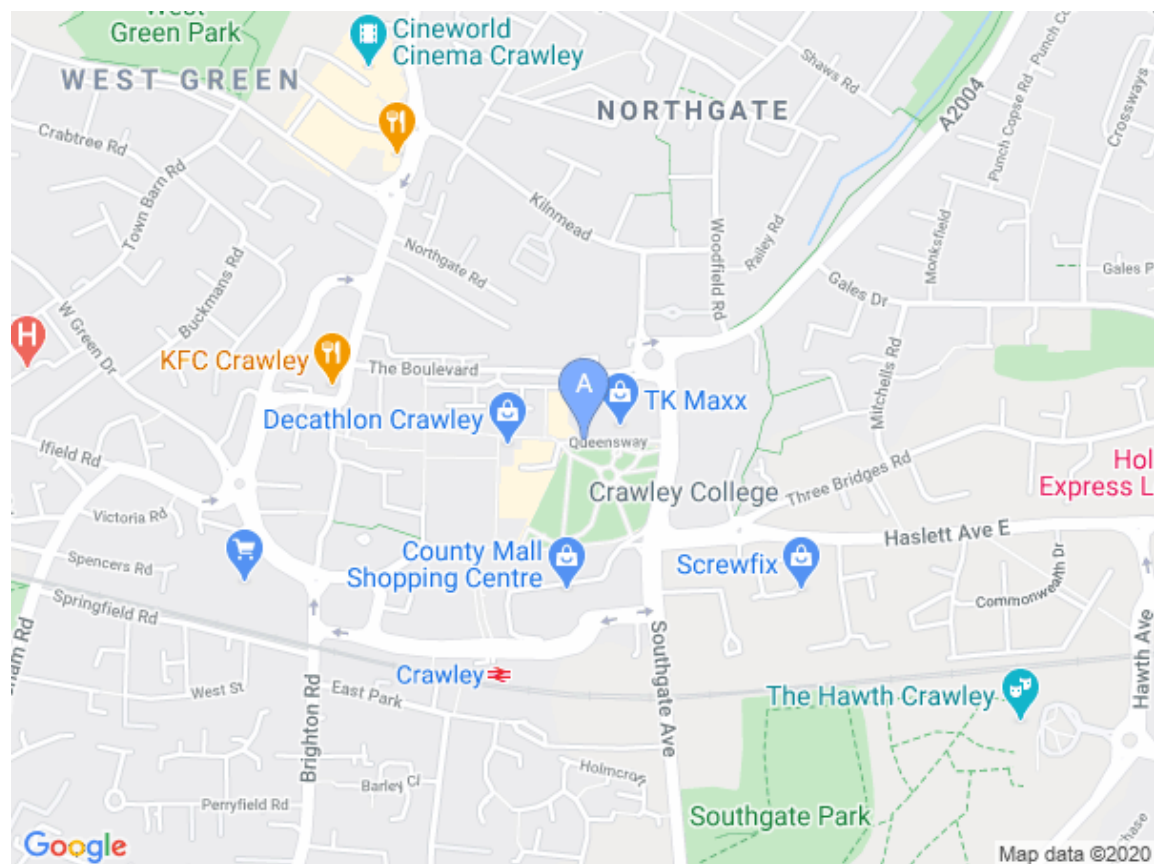 West
Green Park
Cineworld
Cinema Crawley
WEST GREEN
NORTHGATE
Shaws Rd
Punch Co
Punch Copse Rd
Crossways
A2004
Crabtree Rd
Town Barn Rd
Kilnmead
Buckmans Rd
Northgate Rd
Woodfield Rd
Railey Rd
Monksfield
Gales P
Gales Dr
W Green Dr
H
KFC Crawley
The Boulevard
A
TK Maxx
Mitchells Rd
Decathlon Crawley
Queensway
Ifield Rd
Three Bridges Rd
Hol
Express L
Crawley College
Victoria Rd
Haslett Ave E
County Mall
Shopping Centre
Screwfix
Spencers Rd
Commonwealth Dr
Springfield Rd
Southgate Ave
Hawth Ave
ham Rd
Crawley
West St
East Park
Brighton Rd
The Hawth Crawley
Holmcroft
Barley Cl
Perryfield Rd
Southgate Park
hase
Google
Map data ©2020